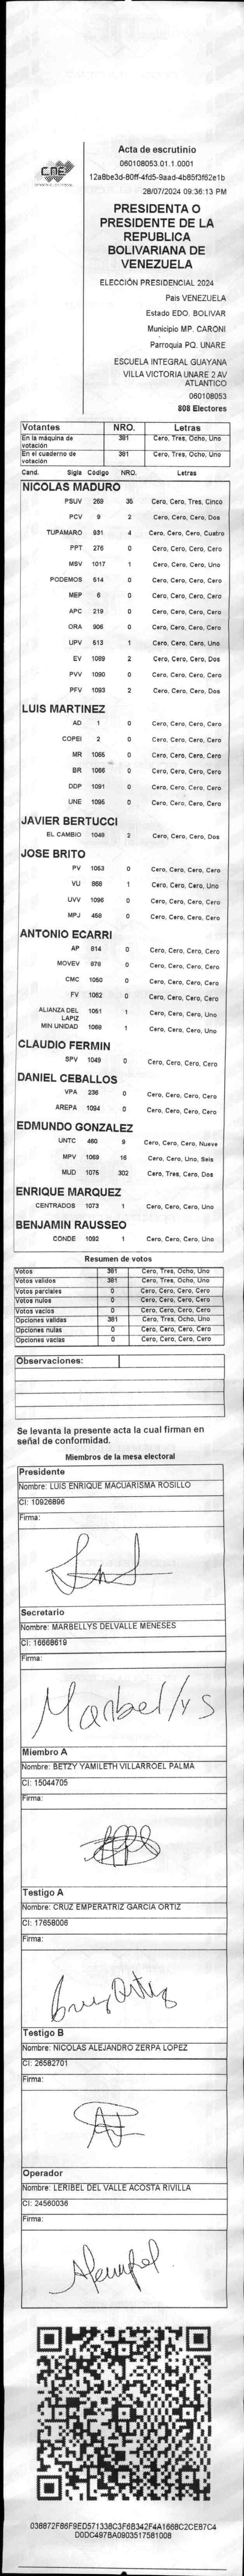 CNE
Acta de escrutinio
060108053.01.1.0001
12a8be3d-80ff-4fd5-9aad-4b85f3f62e1b
28/07/2024 09:36:13 PM
PRESIDENTA O
PRESIDENTE DE LA
REPUBLICA
BOLIVARIANA DE
VENEZUELA
ELECCIÓN PRESIDENCIAL 2024
Pais VENEZUELA
Estado EDO. BOLIVAR
Municipio MP. CARONI
Parroquia PQ. UNARE
ESCUELA INTEGRAL GUAYANA
VILLA VICTORIA UNARE 2 AV
ATLANTICO
060108053
808 Electores
Votantes NRO. Letras
En la máquina de votación 381 Cero, Tres, Ocho, Uno
En el cuaderno de votación 381 Cero, Tres, Ocho, Uno
Cand. Sigla Código NRO. Letras
NICOLAS MADURO
PSUV 269 35 Cero, Cero, Tres, Cinco
PCV 9 2 Cero, Cero, Cero, Dos
TUPAMARO 931 4 Cero, Cero, Cero, Cuatro
PPT 275 0 Cero, Cero, Cero, Cero
MSV 1017 1 Cero, Cero, Cero, Uno
PODEMOS 514 0 Cero, Cero, Cero, Cero
MEP 6 0 Cero, Cero, Cero, Cero
APC 219 0 Cero, Cero, Cero, Cero
ORA 906 0 Cero, Cero, Cero, Cero
UPV 613 1 Cero, Cero, Cero, Uno
EV 1089 2 Cero, Cero, Cero, Dos
PVV 1090 0 Cero, Cero, Cero, Cero
PFV 1093 2 Cero, Cero, Cero, Dos
LUIS MARTINEZ
AD 1 0 Cero, Cero, Cero, Cero
COPEI 2 0 Cero, Cero, Cero, Cero
MR 1065 0 Cero, Cero, Cero, Cero
BR 1066 0 Cero, Cero, Cero, Cero
DDP 1091 0 Cero, Cero, Cero, Cero
UNE 1095 0 Cero, Cero, Cero, Cero
JAVIER BERTUCCI
EL CAMBIO 1048 2 Cero, Cero, Cero, Dos
JOSE BRITO
PV 1053 0 Cero, Cero, Cero, Cero
VU 868 1 Cero, Cero, Cero, Uno
UVV 1096 0 Cero, Cero, Cero, Cero
MPJ 458 0 Cero, Cero, Cero, Cero
ANTONIO ECARRI
AP 814 0 Cero, Cero, Cero, Cero
MOVEV 878 0 Cero, Cero, Cero, Cero
CMC 1050 0 Cero, Cero, Cero, Cero
FV 1052 0 Cero, Cero, Cero, Cero
ALIANZA DEL LAPIZ 1051 1 Cero, Cero, Cero, Uno
MIN UNIDAD 1068 1 Cero, Cero, Cero, Uno
CLAUDIO FERMIN
SPV 1049 0 Cero, Cero, Cero, Cero
DANIEL CEBALLOS
VPA 236 0 Cero, Cero, Cero, Cero
AREPA 1094 0 Cero, Cero, Cero, Cero
EDMUNDO GONZALEZ
UNTC 460 9 Cero, Cero, Cero, Nueve
MPV 1069 16 Cero, Cero, Uno, Seis
MUD 1075 302 Cero, Tres, Cero, Dos
ENRIQUE MARQUEZ
CENTRADOS 1073 1 Cero, Cero, Cero, Uno
BENJAMIN RAUSSEO
CONDE 1092 1 Cero, Cero, Cero, Uno
Resumen de votos
Votos 381 Cero, Tres, Ocho, Uno
Votos validos 381 Cero, Tres, Ocho, Uno
Votos parciales 0 Cero, Cero, Cero, Cero
Votos nulos 0 Cero, Cero, Cero, Cero
Votos vacios 0 Cero, Cero, Cero, Cero
Opciones validas 381 Cero, Tres, Ocho, Uno
Opciones nulas 0 Cero, Cero, Cero, Cero
Opciones vacias 0 Cero, Cero, Cero, Cero
Observaciones:
Se levanta la presente acta la cual firman en
señal de conformidad.
Miembros de la mesa electoral
Presidente
Nombre: LUIS ENRIQUE MACUARISMA ROSILLO
CI: 10926896
Firma:
Secretario
Nombre: MARBELLYS DELVALLE MENESES
CI: 16668619
Firma:
Marbellys
Miembro A
Nombre: BETZY YAMILETH VILLARROEL PALMA
CI: 15044705
Firma:
Testigo A
Nombre: CRUZ EMPERATRIZ GARCIA ORTIZ
CI: 17658006
Firma:
Cruz Ortiz
Testigo B
Nombre: NICOLAS ALEJANDRO ZERPA LOPEZ
CI: 26582701
Firma:
Operador
Nombre: LERIBEL DEL VALLE ACOSTA RIVILLA
CI: 24560036
Firma:
038872F86F9ED571338C3F6B342F4A1668C2CE87C4
D0DC497BA0903517581008